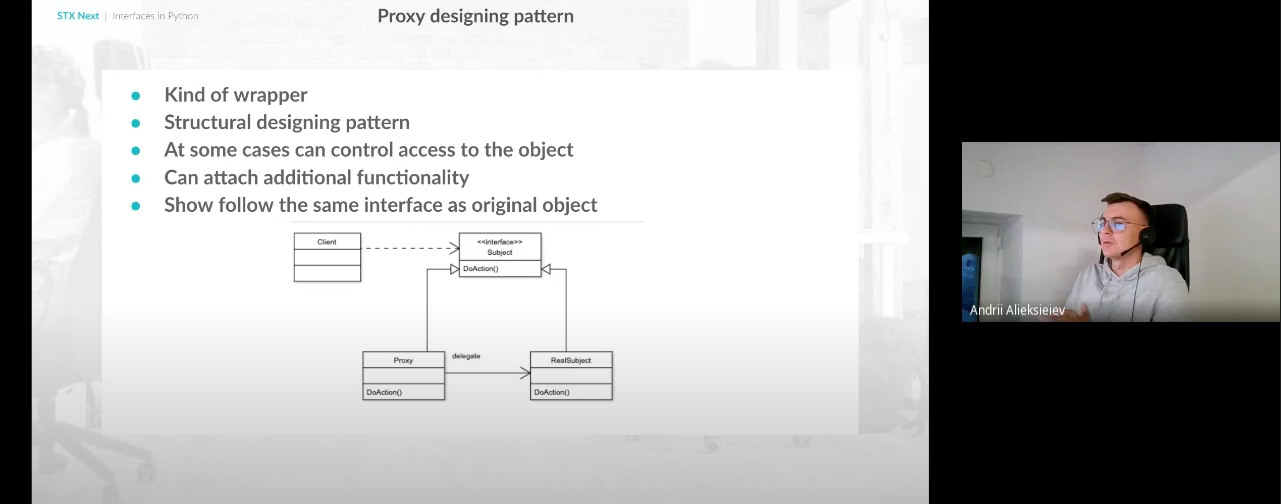 STX Next | Interfaces in Python
Proxy designing pattern
Kind of wrapper
Structural designing pattern
At some cases can control access to the object
Can attach additional functionality
Show follow the same interface as original object
Client
<<interface>>
Subject
DoAction()
Proxy
DoAction()
delegate
RealSubject
DoAction()
Andrii Alieksieiev